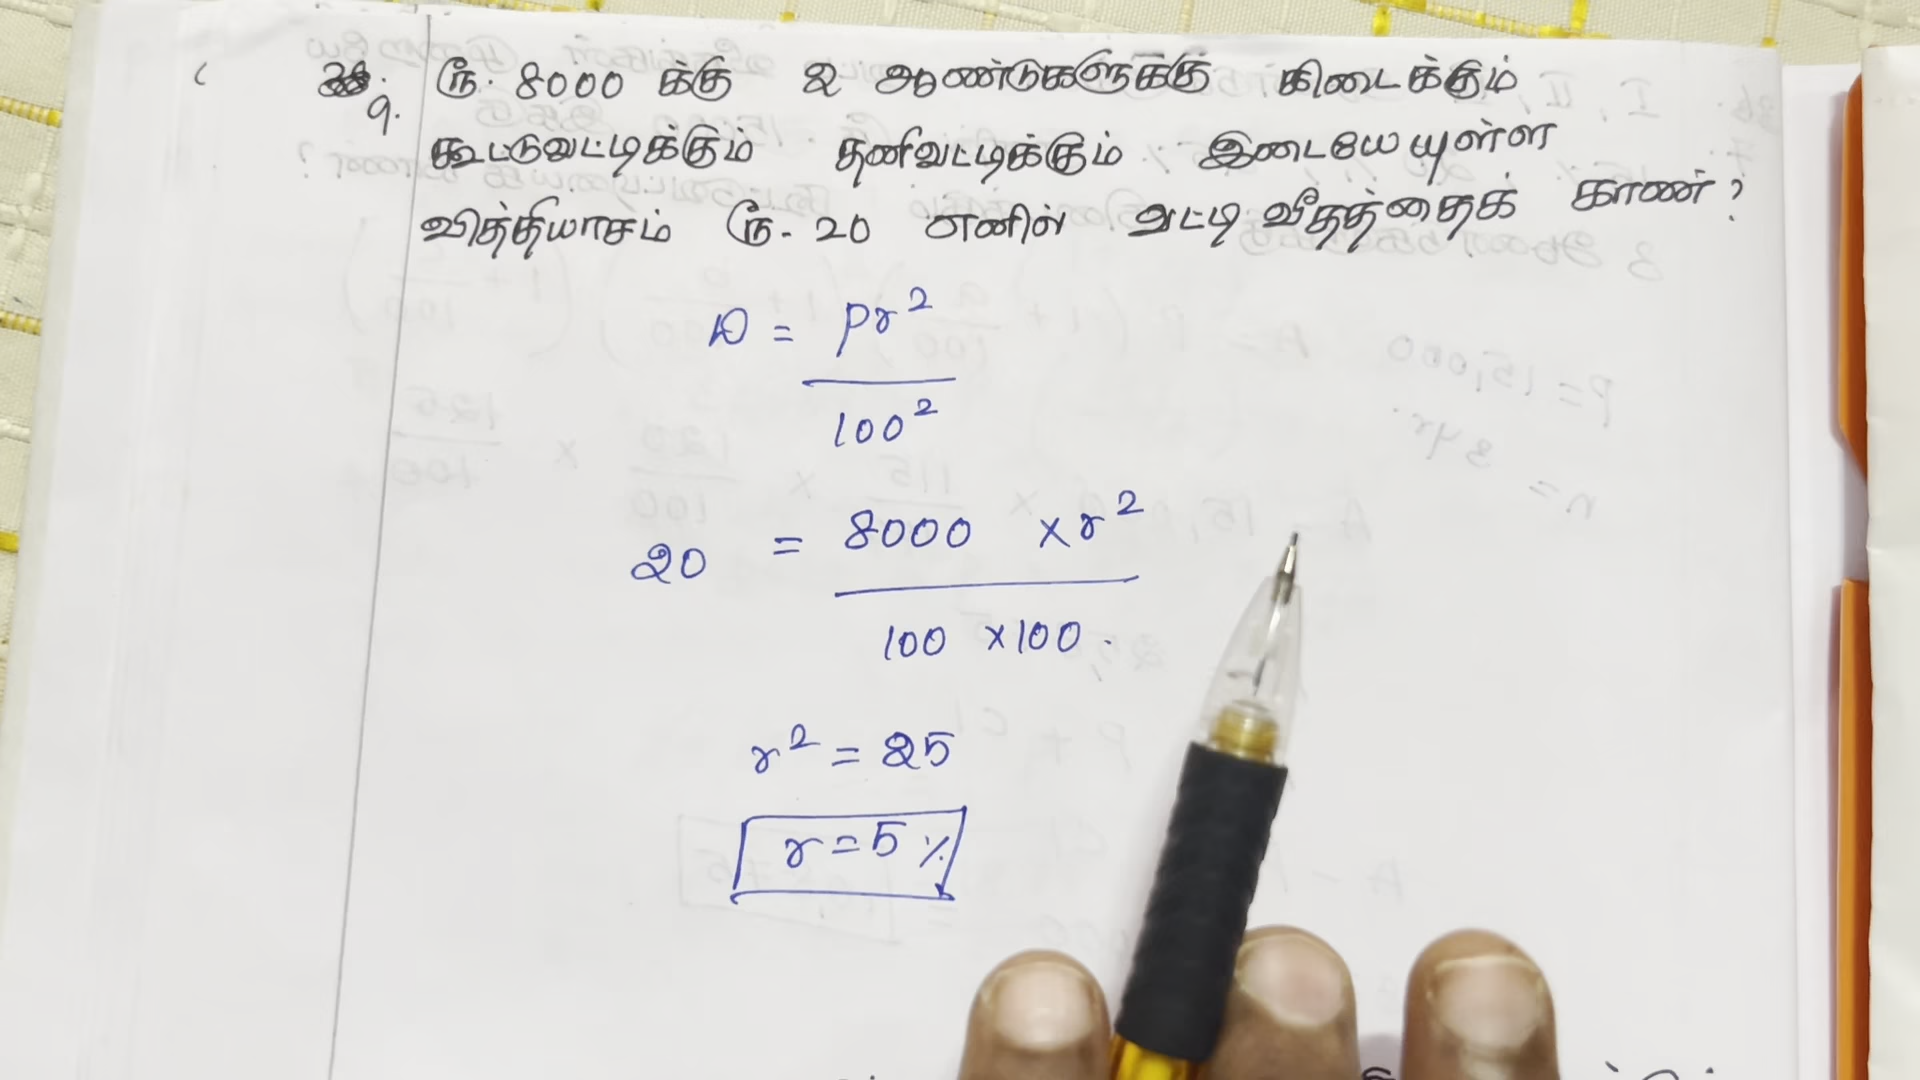 9. ரூ. 8000 க்கு 2 ஆண்டுகளுக்கு கிடைக்கும்
கூட்டுவட்டிக்கும் தனிவட்டிக்கும் இடையேயுள்ள
வித்தியாசம் ரூ. 20 எனில் வட்டி வீதத்தைக் காண்?
D = Pr²
100²
20 = 8000 × r²
100 × 100.
r² = 25
r = 5 %